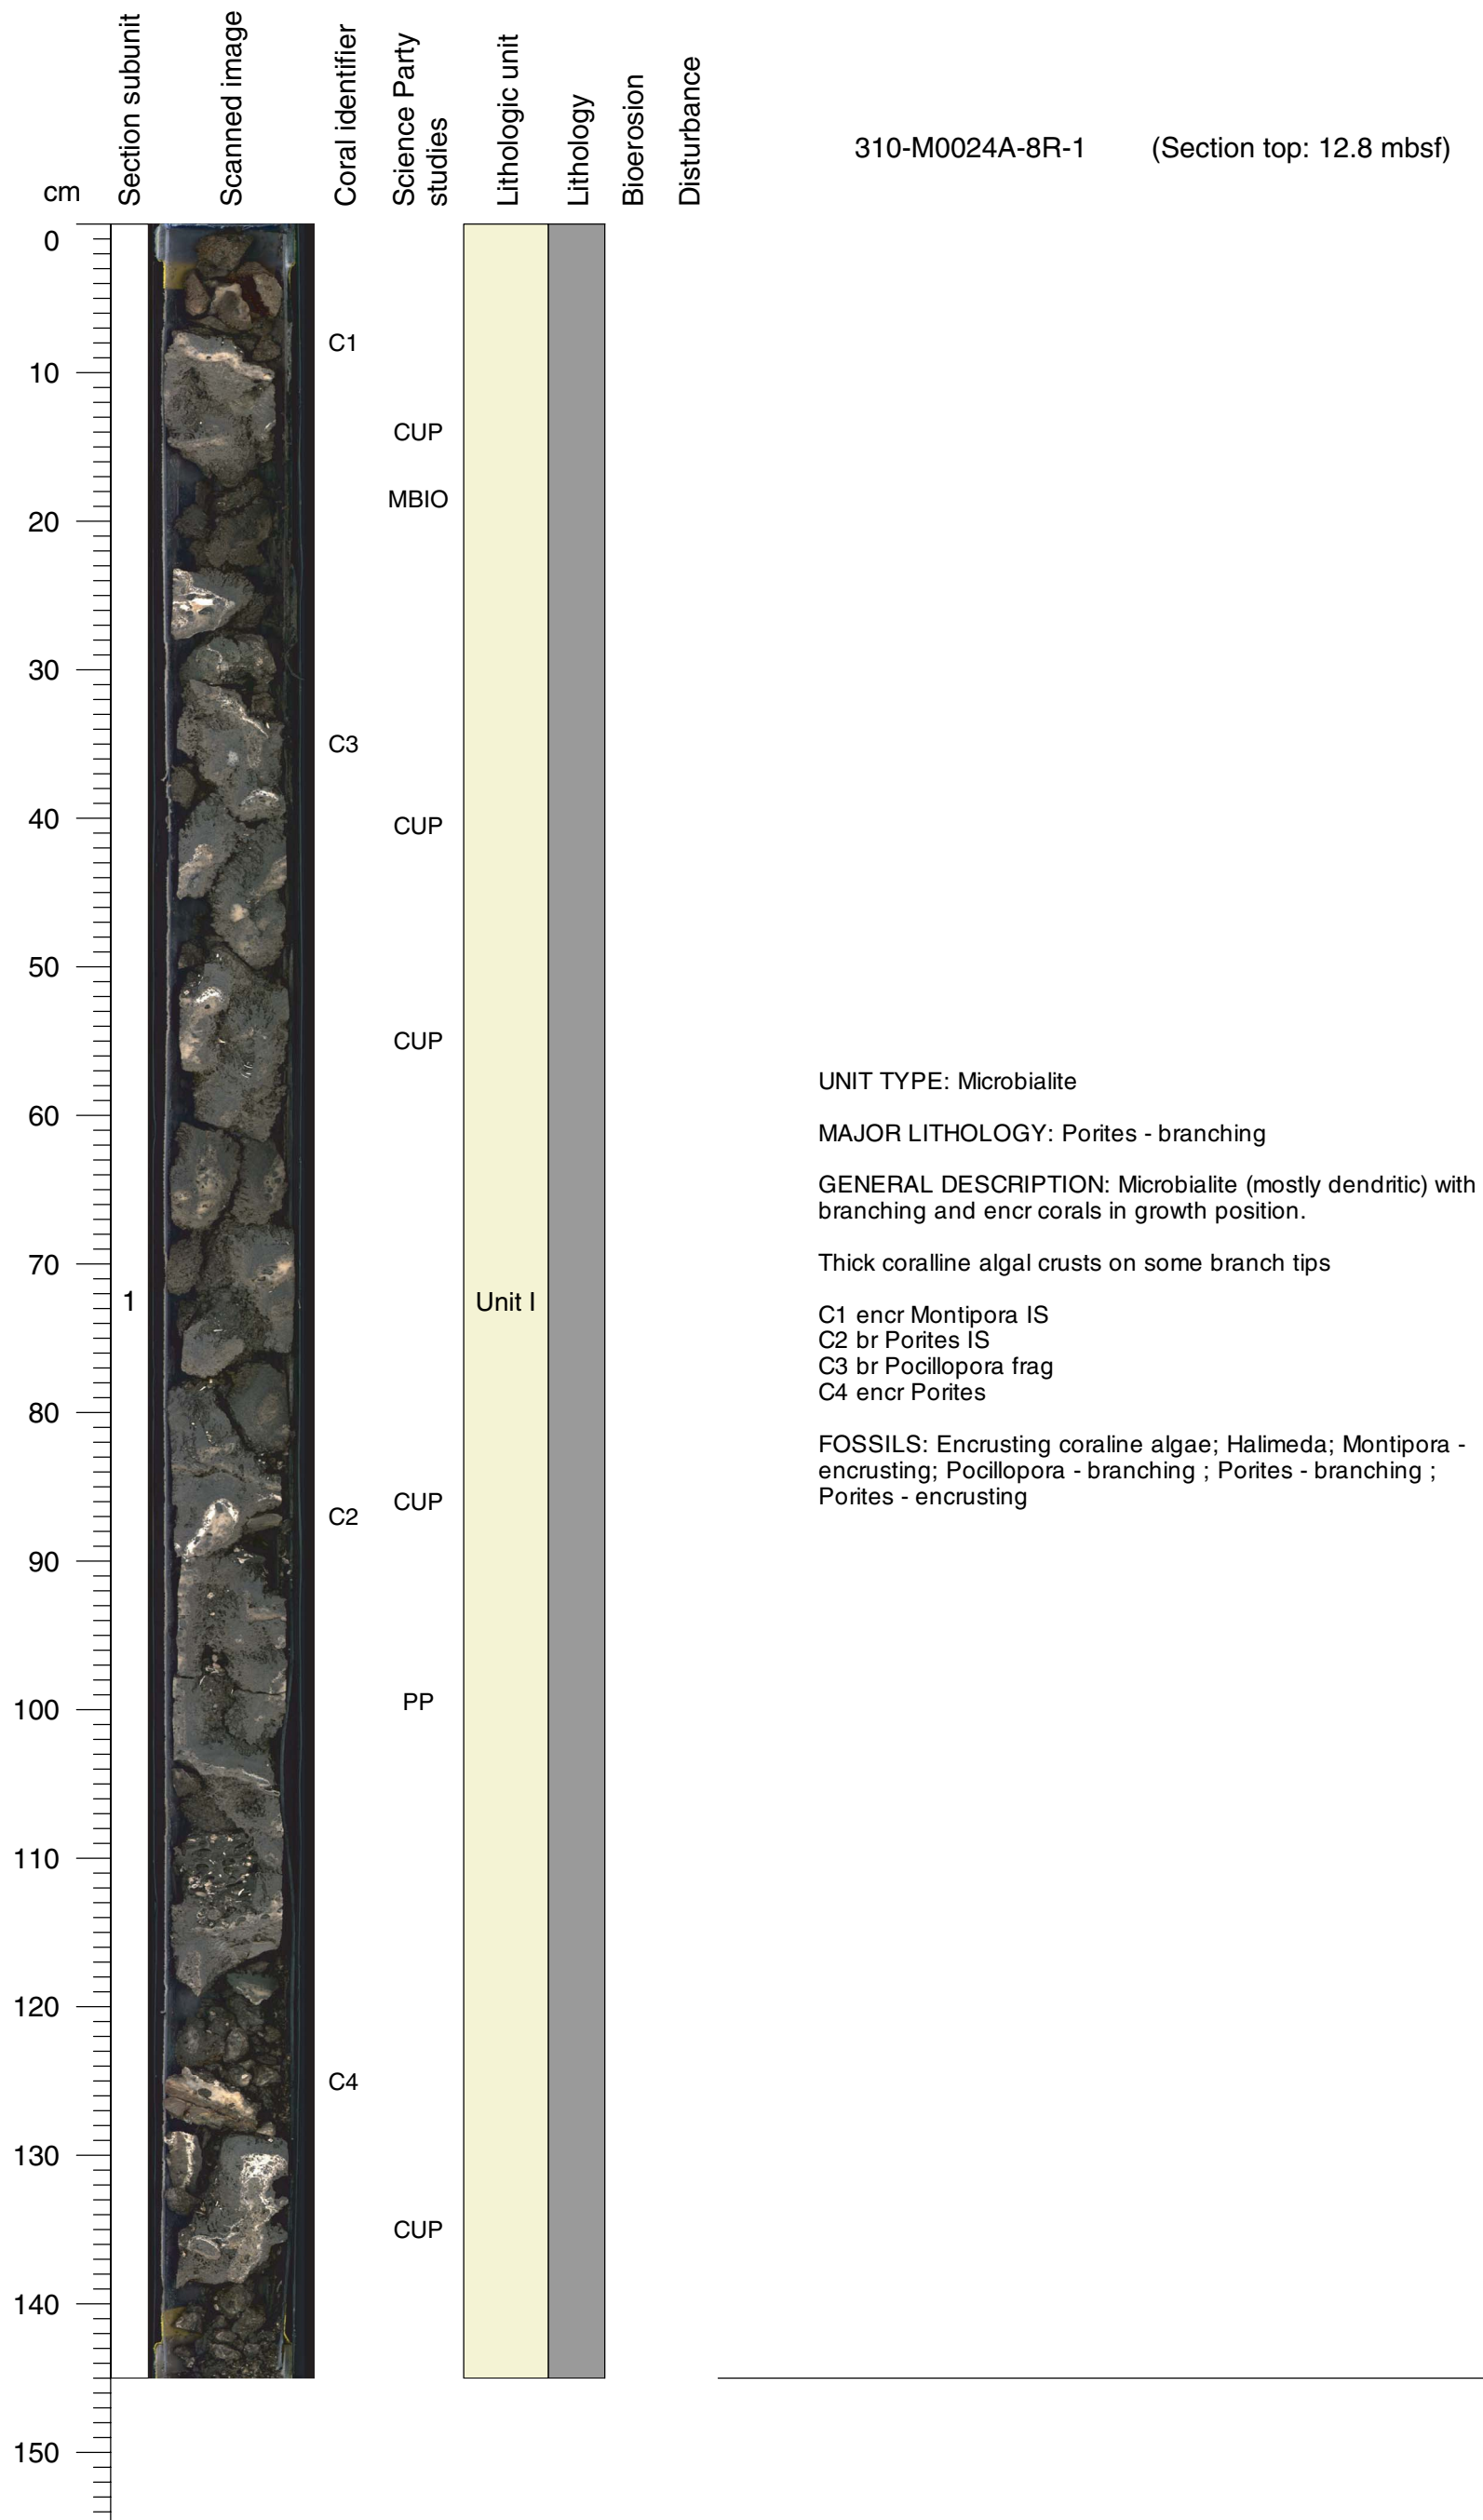 Section subunit
Scanned image
Coral identifier
Science Party
studies
Lithologic unit
Lithology
Bioerosion
Disturbance
310-M0024A-8R-1 (Section top: 12.8 mbsf)
cm
0
C1
10
CUP
MBIO
20
30
C3
40
CUP
50
CUP
60
70
1
Unit I
80
CUP
C2
90
PP
100
110
120
C4
130
CUP
140
150
UNIT TYPE: Microbialite
MAJOR LITHOLOGY: Porites - branching
GENERAL DESCRIPTION: Microbialite (mostly dendritic) with
branching and encr corals in growth position.
Thick coralline algal crusts on some branch tips
C1 encr Montipora IS
C2 br Porites IS
C3 br Pocillopora frag
C4 encr Porites
FOSSILS: Encrusting coraline algae; Halimeda; Montipora -
encrusting; Pocillopora - branching ; Porites - branching ;
Porites - encrusting